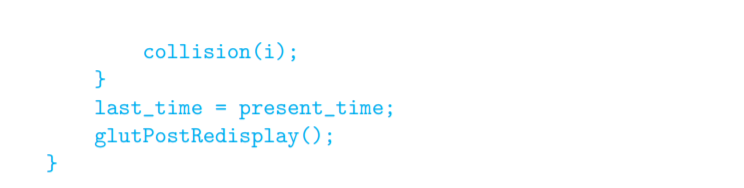 collision(i);
}
last_time = present_time;
glutPostRedisplay();
}